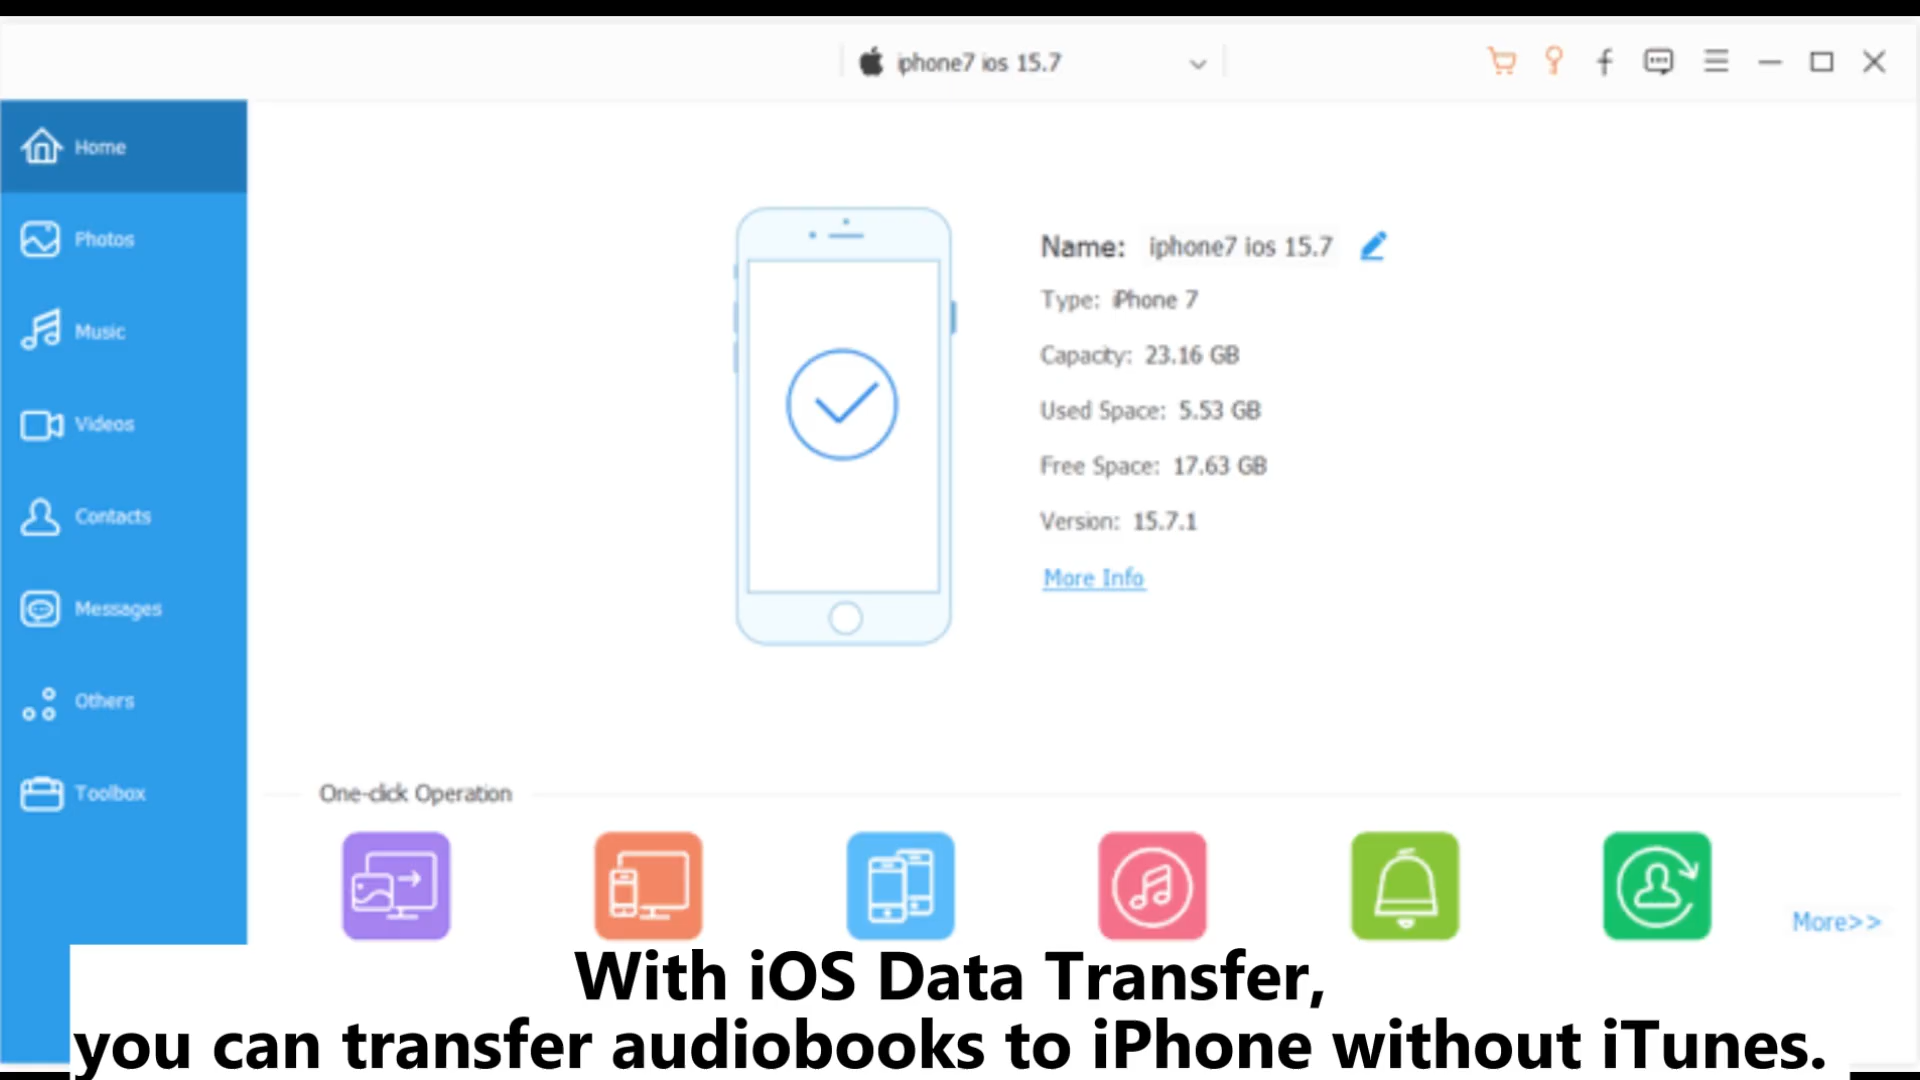 iphone7 ios 15.7
Home
Photos
Music
Videos
Contacts
Messages
Others
Toolbox
Name: iphone7 ios 15.7
Type: iPhone 7
Capacity: 23.16 GB
Used Space: 5.53 GB
Free Space: 17.63 GB
Version: 15.7.1
More Info
One-click Operation
More>>
With iOS Data Transfer,
you can transfer audiobooks to iPhone without iTunes.